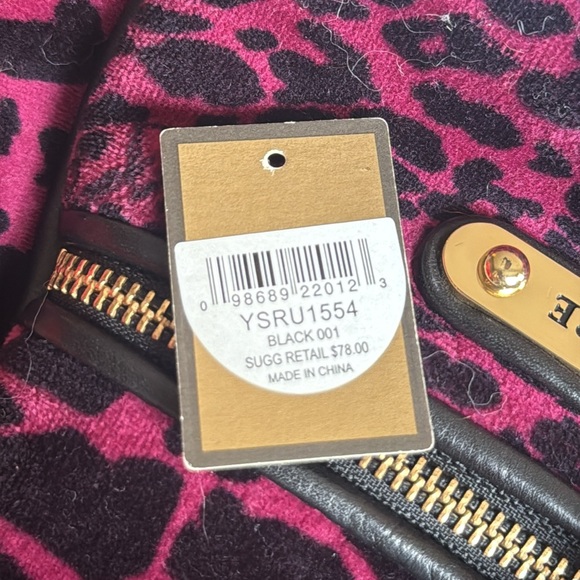 0 98689 22012 3
YSRU1554
BLACK 001
SUGG RETAIL $78.00
MADE IN CHINA